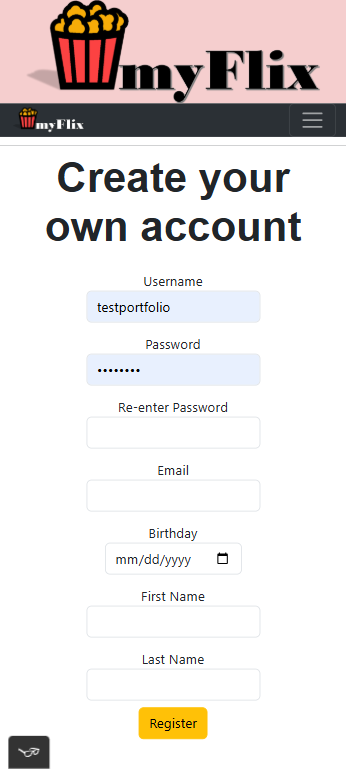 myFlix
myFlix
Create your
own account
Username
testportfolio
Password
••••••••
Re-enter Password
Email
Birthday
mm/dd/yyyy
First Name
Last Name
Register